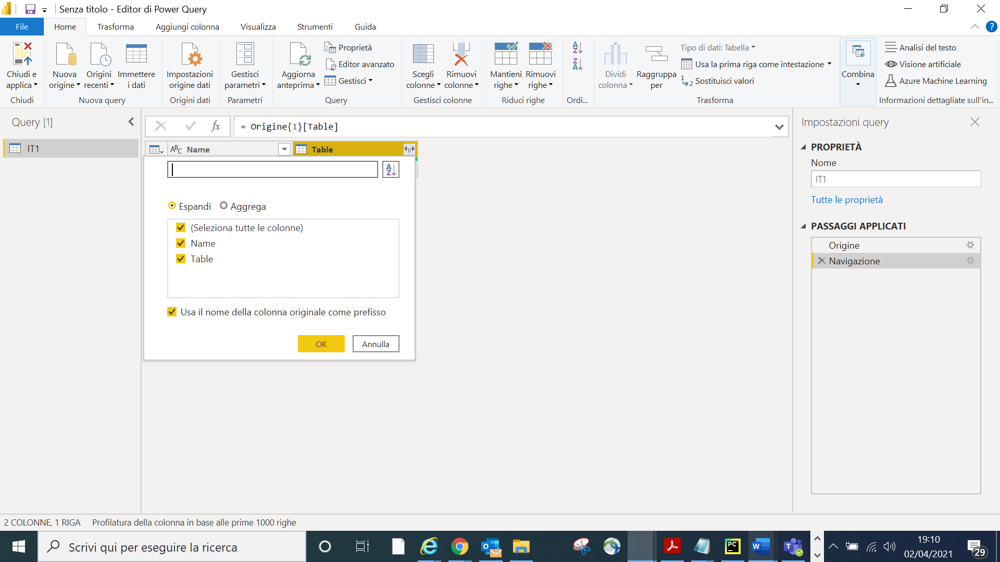 Senza titolo - Editor di Power Query
File Home Trasforma Aggiungi colonna Visualizza Strumenti Guida
Chiudi e applica
Chiudi
Nuova origine
Origini recenti
Immettere i dati
Nuova query
Impostazioni origine dati
Origini dati
Gestisci parametri
Parametri
Aggiorna anteprima
Proprietà
Editor avanzato
Gestisci
Query
Scegli colonne
Rimuovi colonne
Gestisci colonne
Mantieni righe
Rimuovi righe
Riduci righe
Ordi...
Dividi colonna
Raggruppa per
Tipo di dati: Tabella
Usa la prima riga come intestazione
Sostituisci valori
Trasforma
Combina
Analisi del testo
Visione artificiale
Azure Machine Learning
Informazioni dettagliate sull'in...
Query [1]
IT1
fx = Origine{1}[Table]
ABC Name Table
Espandi Aggrega
(Seleziona tutte le colonne)
Name
Table
Usa il nome della colonna originale come prefisso
OK Annulla
Impostazioni query
PROPRIETÀ
Nome
IT1
Tutte le proprietà
PASSAGGI APPLICATI
Origine
Navigazione
2 COLONNE, 1 RIGA Profilatura della colonna in base alle prime 1000 righe
Scrivi qui per eseguire la ricerca
19:10
02/04/2021
29